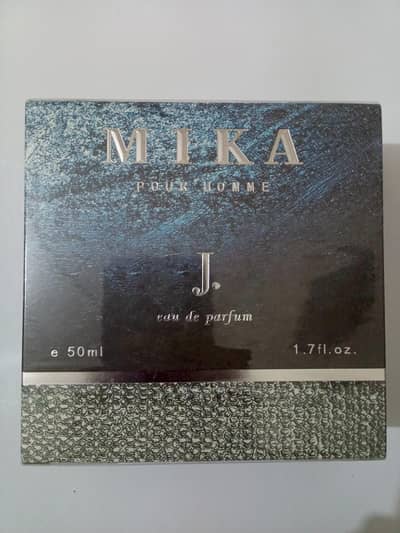 MIKA
POUR HOMME
J.
eau de parfum
e 50ml 1.7fl.oz.